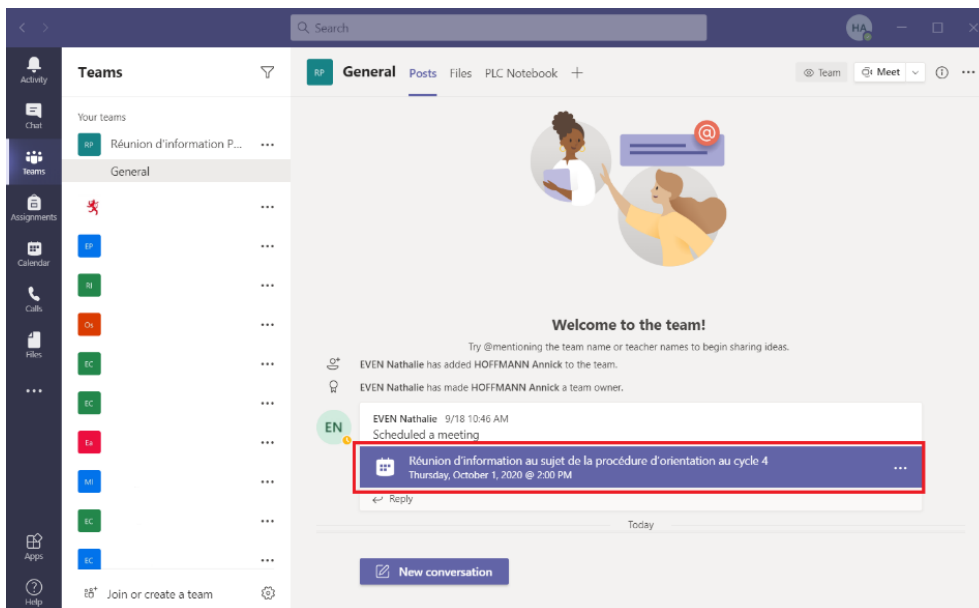 Search
HA
Activity
Chat
Teams
Assignments
Calendar
Calls
Files
Apps
Help
Teams
Your teams
RP Réunion d'information P...
General
EP
RJ
Os
EC
EC
Ea
MI
EC
EC
Join or create a team
RP General Posts Files PLC Notebook
Team Meet
@
Welcome to the team!
Try @mentioning the team name or teacher names to begin sharing ideas.
EVEN Nathalie has added HOFFMANN Annick to the team.
EVEN Nathalie has made HOFFMANN Annick a team owner.
EN
EVEN Nathalie 9/18 10:46 AM
Scheduled a meeting
Réunion d'information au sujet de la procédure d'orientation au cycle 4
Thursday, October 1, 2020 @ 2:00 PM
Reply
Today
New conversation